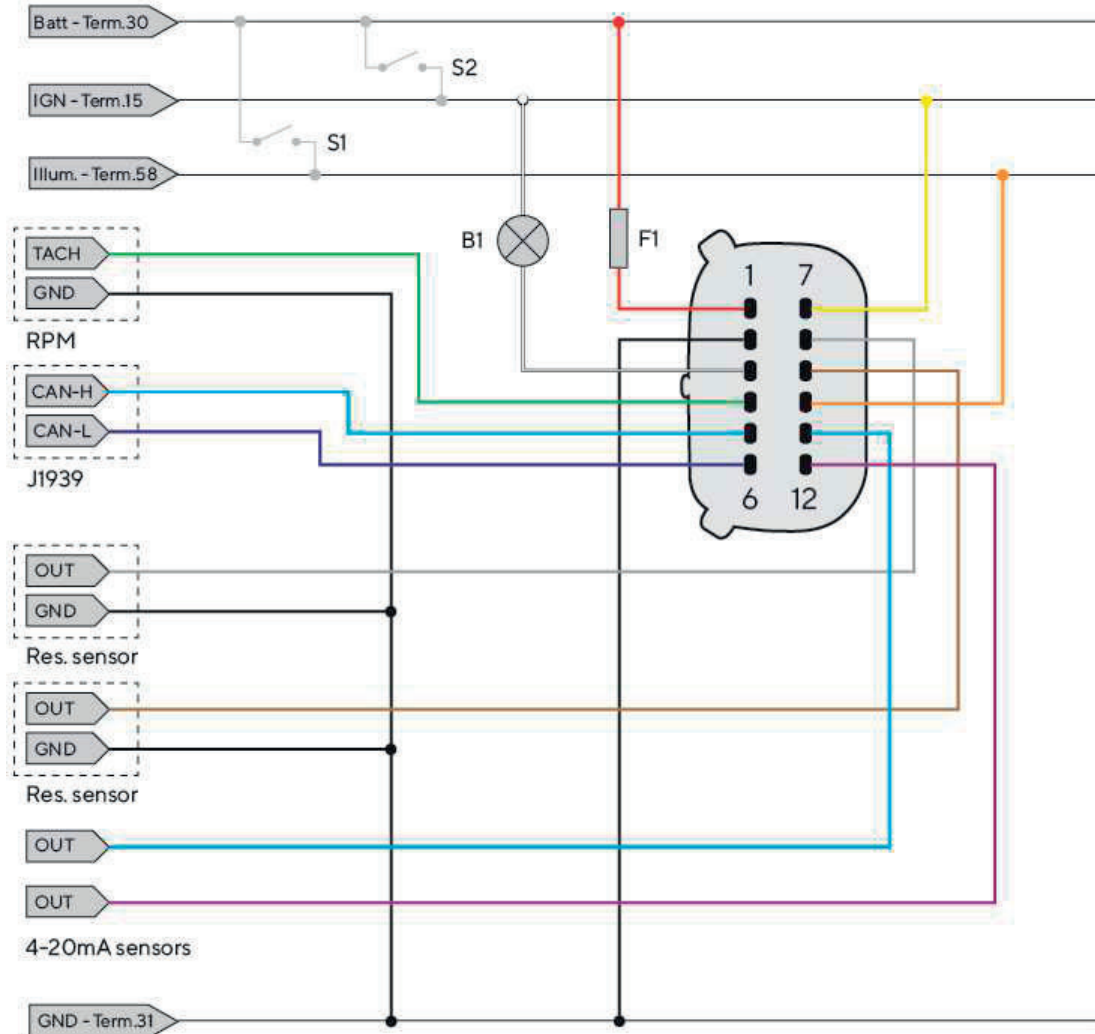 Batt - Term.30
S2
IGN - Term.15
S1
Illum. - Term.58
TACH
B1
F1
GND
1 7
RPM
CAN-H
CAN-L
J1939
6 12
OUT
GND
Res. sensor
OUT
GND
Res. sensor
OUT
OUT
4-20mA sensors
GND - Term.31